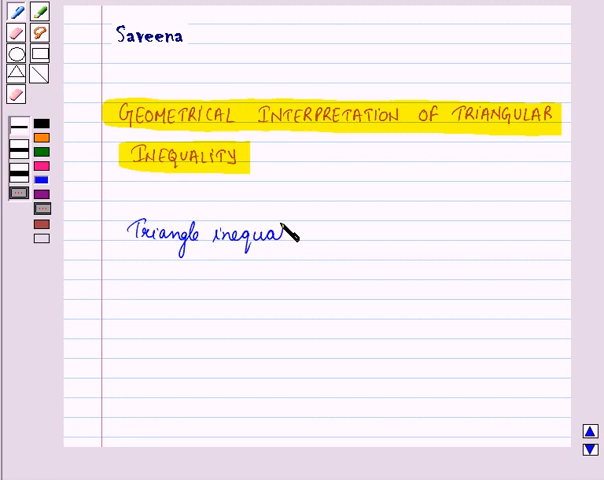 Saveena
GEOMETRICAL INTERPRETATION OF TRIANGULAR
INEQUALITY
Triangle inequa